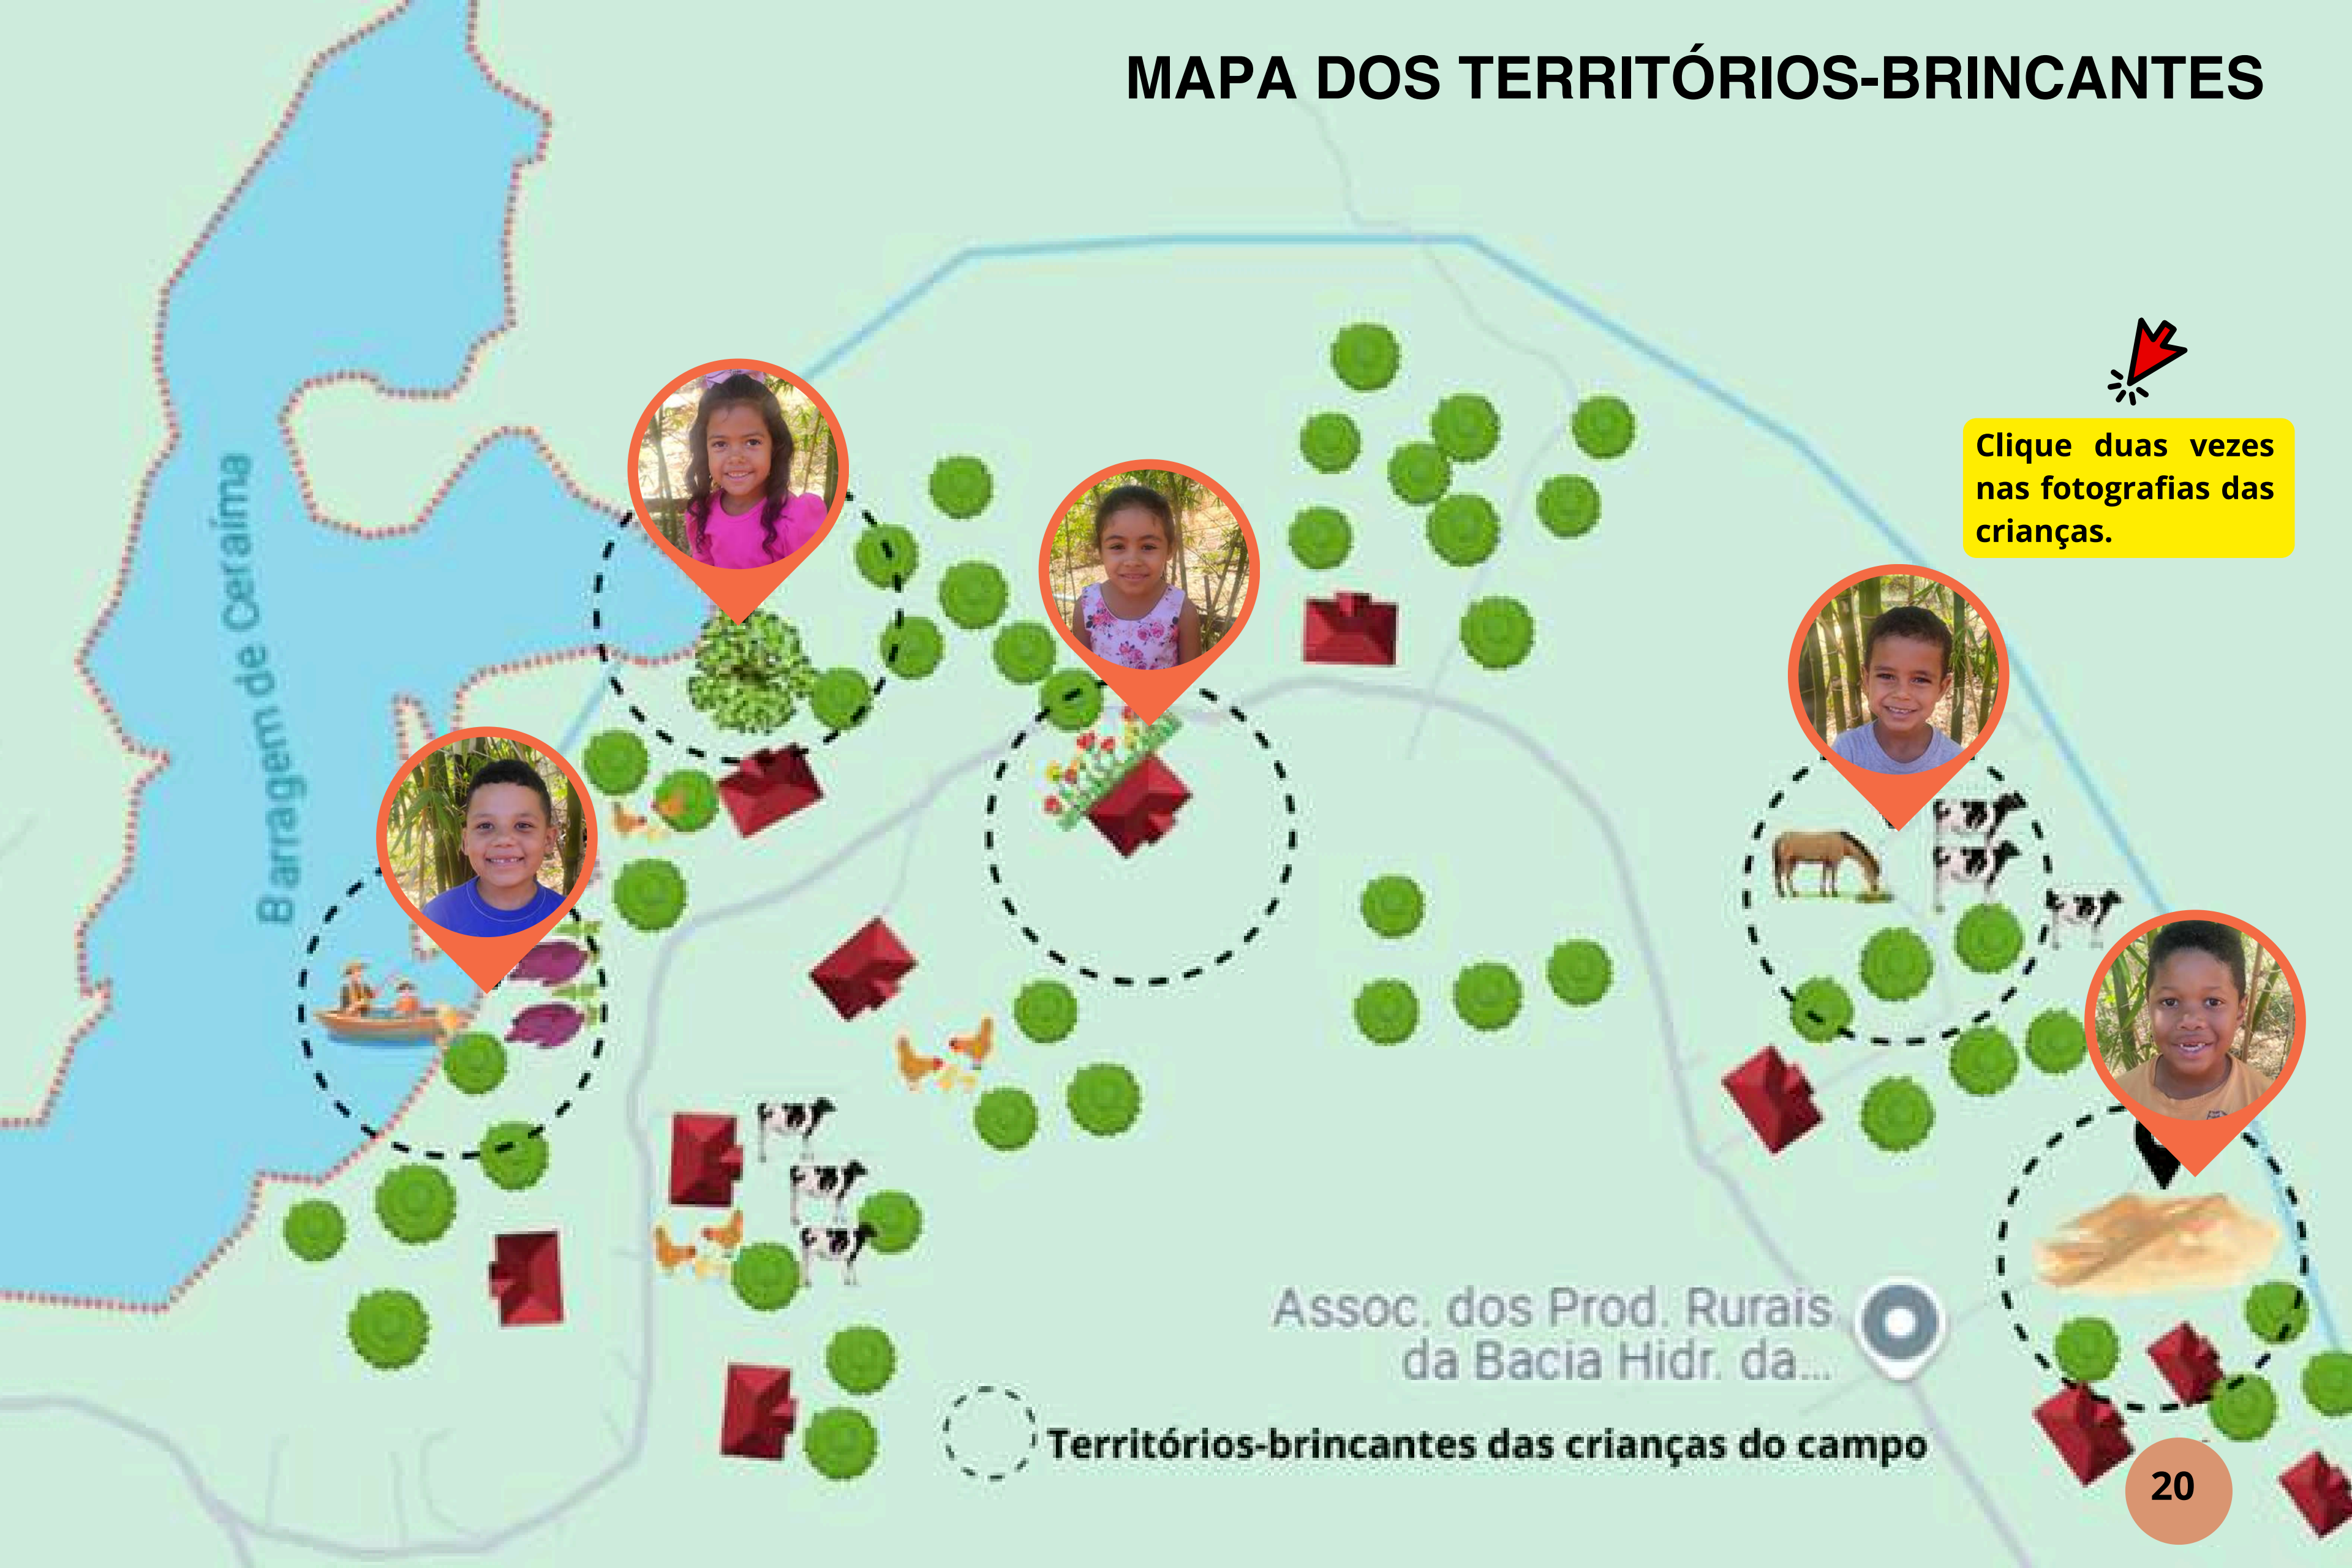 MAPA DOS TERRITÓRIOS-BRINCANTES
Clique duas vezes
nas fotografias das
crianças.
Barragem de Ceraíma
Assoc. dos Prod. Rurais
da Bacia Hidr. da...
Territórios-brincantes das crianças do campo
20